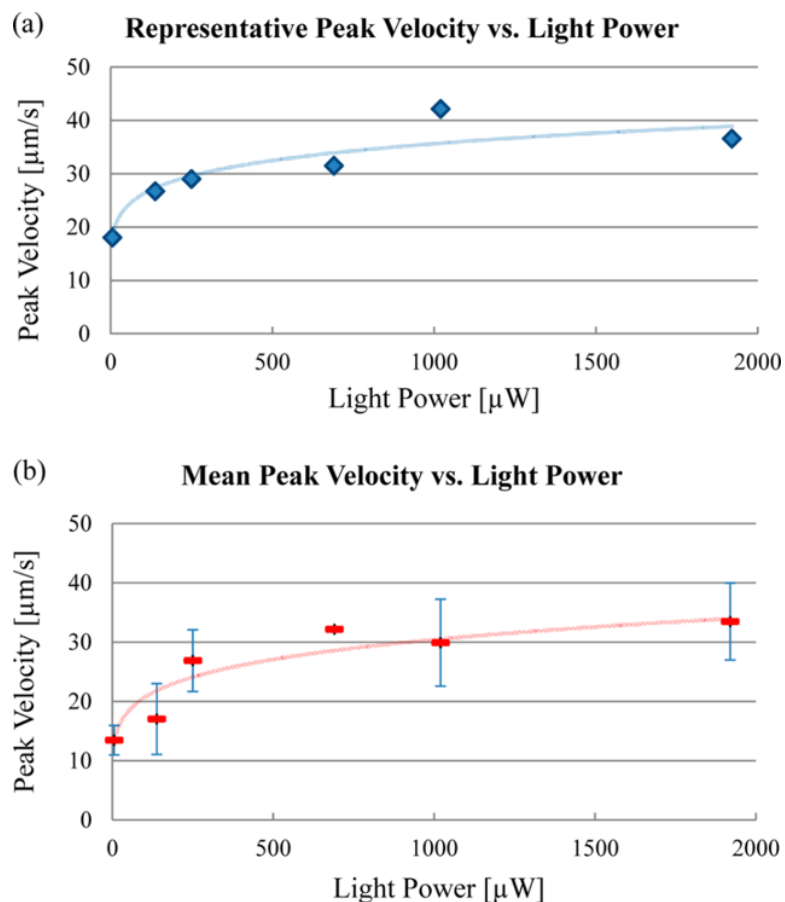 (a)
Representative Peak Velocity vs. Light Power
Peak Velocity [µm/s]
50
40
30
20
10
0
0 500 1000 1500 2000
Light Power [µW]
(b)
Mean Peak Velocity vs. Light Power
Peak Velocity [µm/s]
50
40
30
20
10
0
0 500 1000 1500 2000
Light Power [µW]